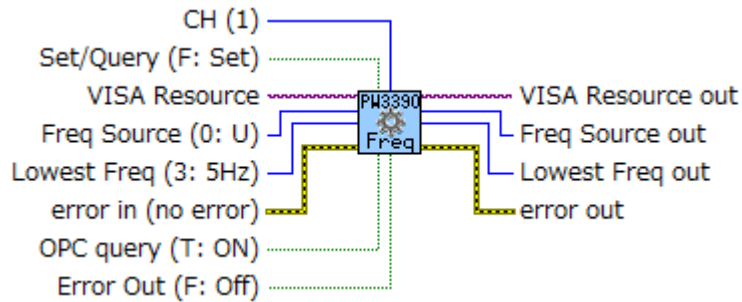 CH (1)
Set/Query (F: Set)
VISA Resource
PW3390
VISA Resource out
Freq Source (0: U)
Freq Source out
Freq
Lowest Freq (3: 5Hz)
Lowest Freq out
error in (no error)
error out
OPC query (T: ON)
Error Out (F: Off)